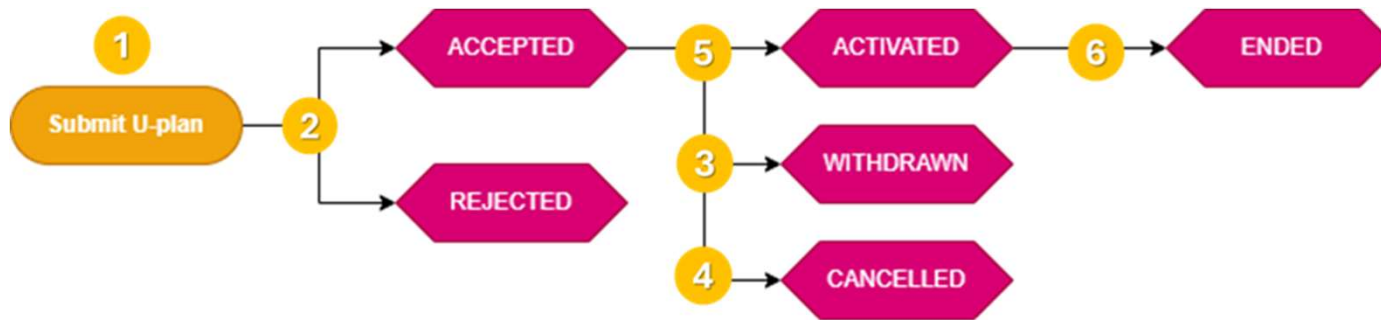 1
Submit U-plan
2
ACCEPTED
REJECTED
5
ACTIVATED
3
WITHDRAWN
4
CANCELLED
6
ENDED